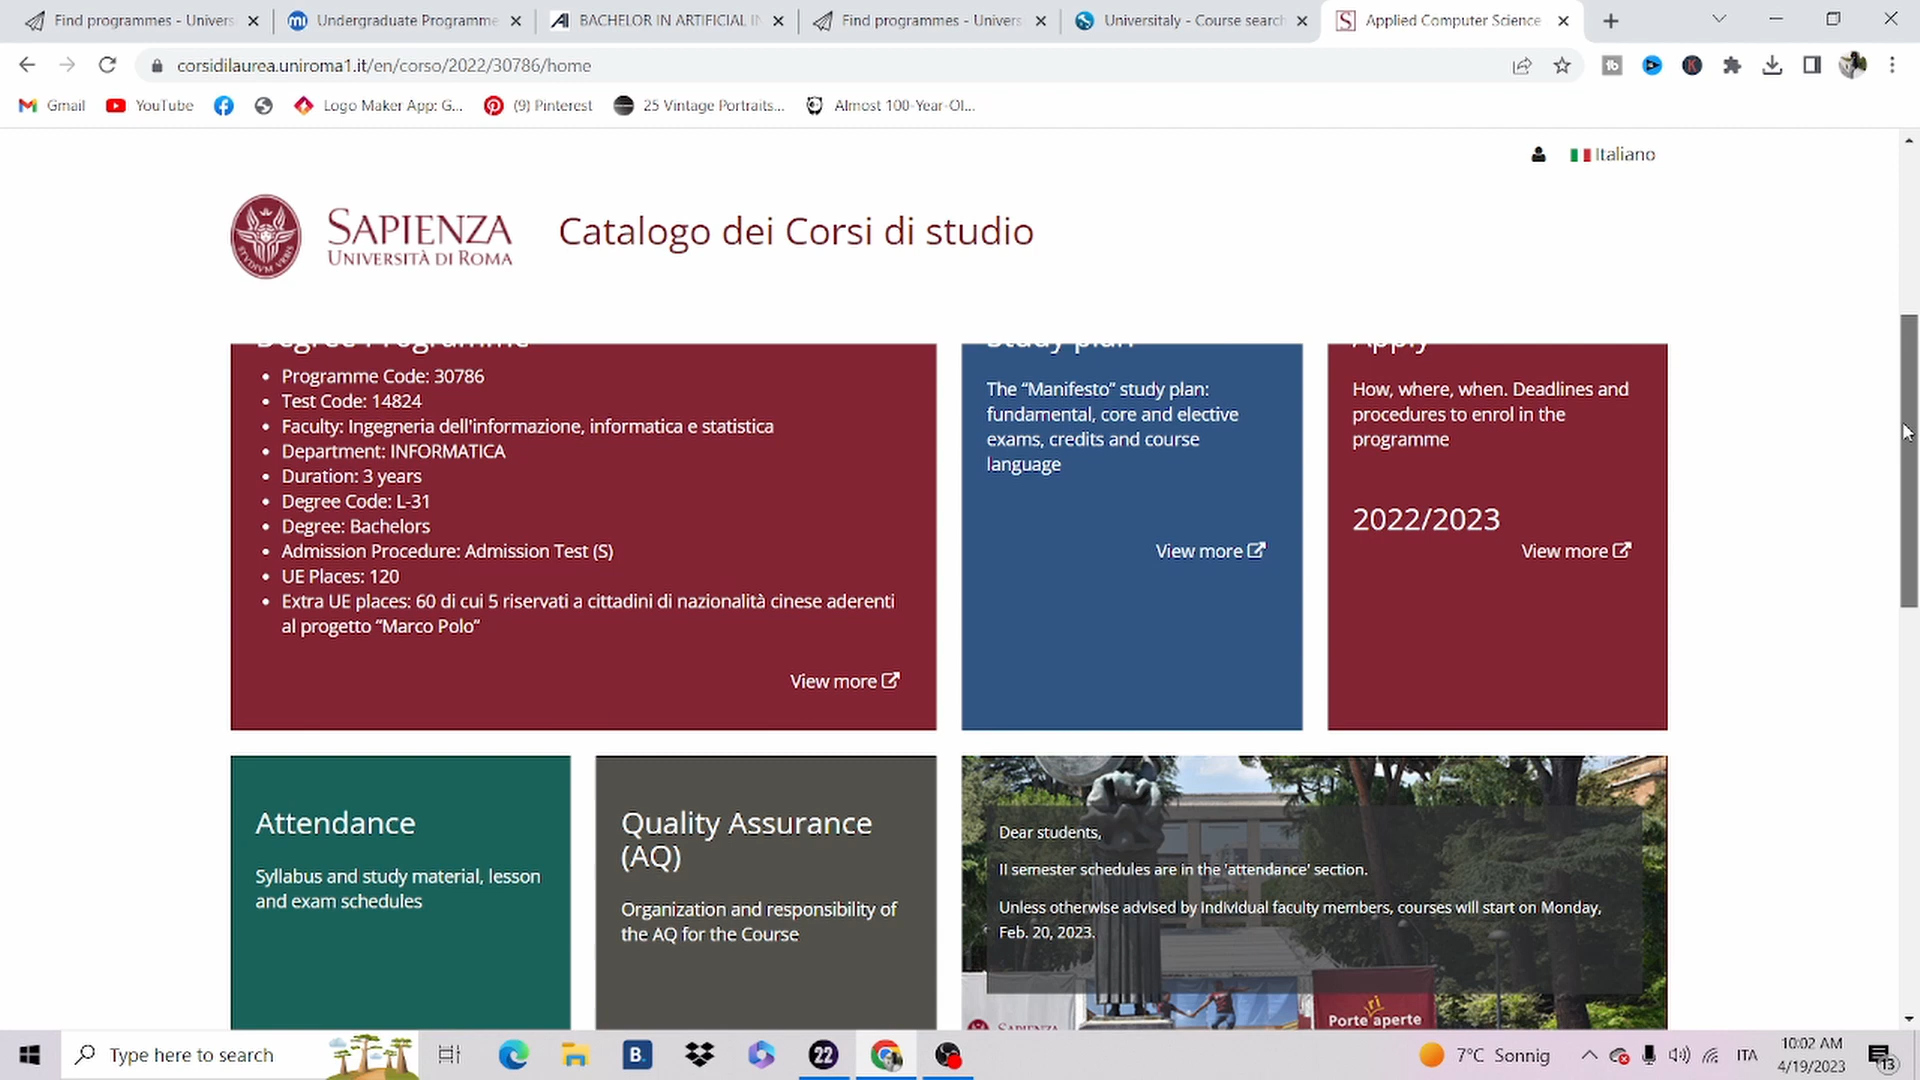 Find programmes - Univers
Undergraduate Programme
BACHELOR IN ARTIFICIAL IN
Find programmes - Univers
Universitaly - Course search
Applied Computer Science
corsidilaurea.uniroma1.it/en/corso/2022/30786/home
Gmail
YouTube
Logo Maker App: G...
(9) Pinterest
25 Vintage Portraits...
Almost 100-Year-Ol...
Italiano
SAPIENZA
UNIVERSITÀ DI ROMA
Catalogo dei Corsi di studio
Degree Programme
Programme Code: 30786
Test Code: 14824
Faculty: Ingegneria dell'informazione, informatica e statistica
Department: INFORMATICA
Duration: 3 years
Degree Code: L-31
Degree: Bachelors
Admission Procedure: Admission Test (S)
UE Places: 120
Extra UE places: 60 di cui 5 riservati a cittadini di nazionalità cinese aderenti
al progetto "Marco Polo"
View more
Study plan
The “Manifesto” study plan:
fundamental, core and elective
exams, credits and course
language
View more
Apply
How, where, when. Deadlines and
procedures to enrol in the
programme
2022/2023
View more
Attendance
Syllabus and study material, lesson
and exam schedules
Quality Assurance
(AQ)
Organization and responsibility of
the AQ for the Course
Dear students,
II semester schedules are in the 'attendance' section.
Unless otherwise advised by individual faculty members, courses will start on Monday,
Feb. 20, 2023.
SAPIENZA
Porte aperte
Type here to search
B.
22
7°C Sonnig
ITA
10:02 AM
4/19/2023
13